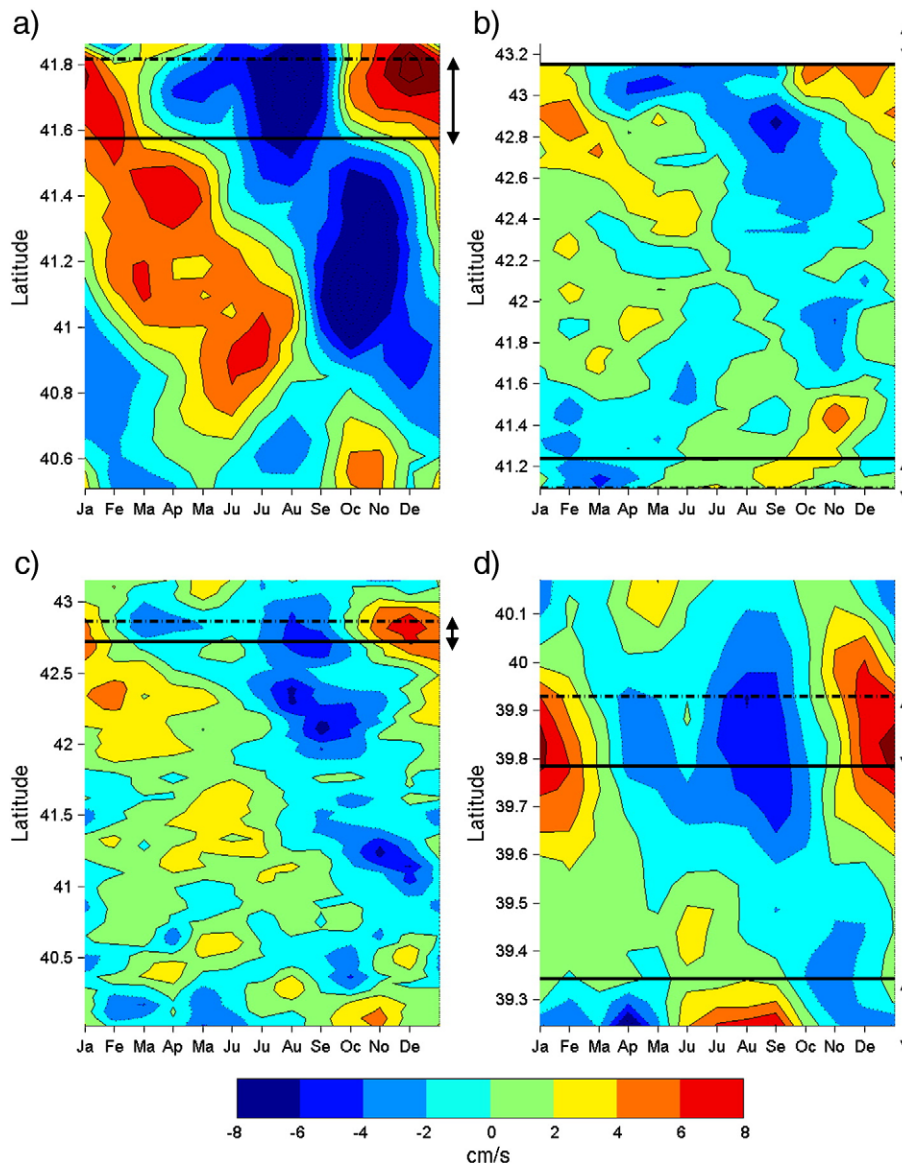 a)
b)
Latitude
41.8
41.6
41.4
41.2
41
40.8
40.6
Ja Fe Ma Ap Ma Ju Ju Au Se Oc No De
Latitude
43.2
43
42.8
42.6
42.4
42.2
42
41.8
41.6
41.4
41.2
Ja Fe Ma Ap Ma Ju Ju Au Se Oc No De
c)
d)
Latitude
43
42.5
42
41.5
41
40.5
Ja Fe Ma Ap Ma Ju Ju Au Se Oc No De
Latitude
40.1
40
39.9
39.8
39.7
39.6
39.5
39.4
39.3
Ja Fe Ma Ap Ma Ju Ju Au Se Oc No De
-8 -6 -4 -2 0 2 4 6 8
cm/s